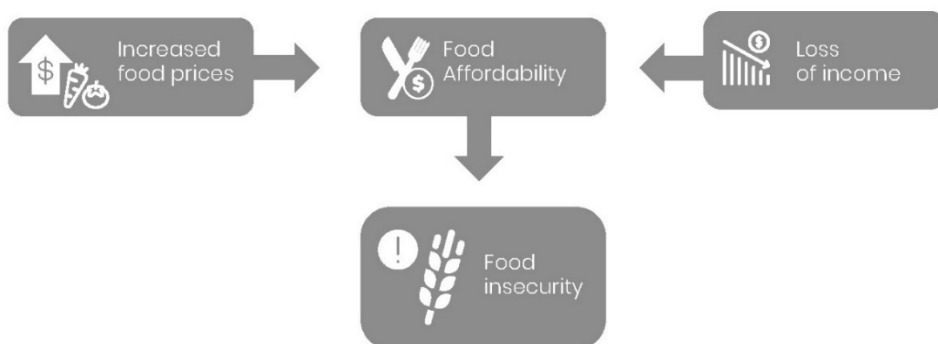 Increased
food prices
Food
Affordability
Loss
of income
Food
insecurity